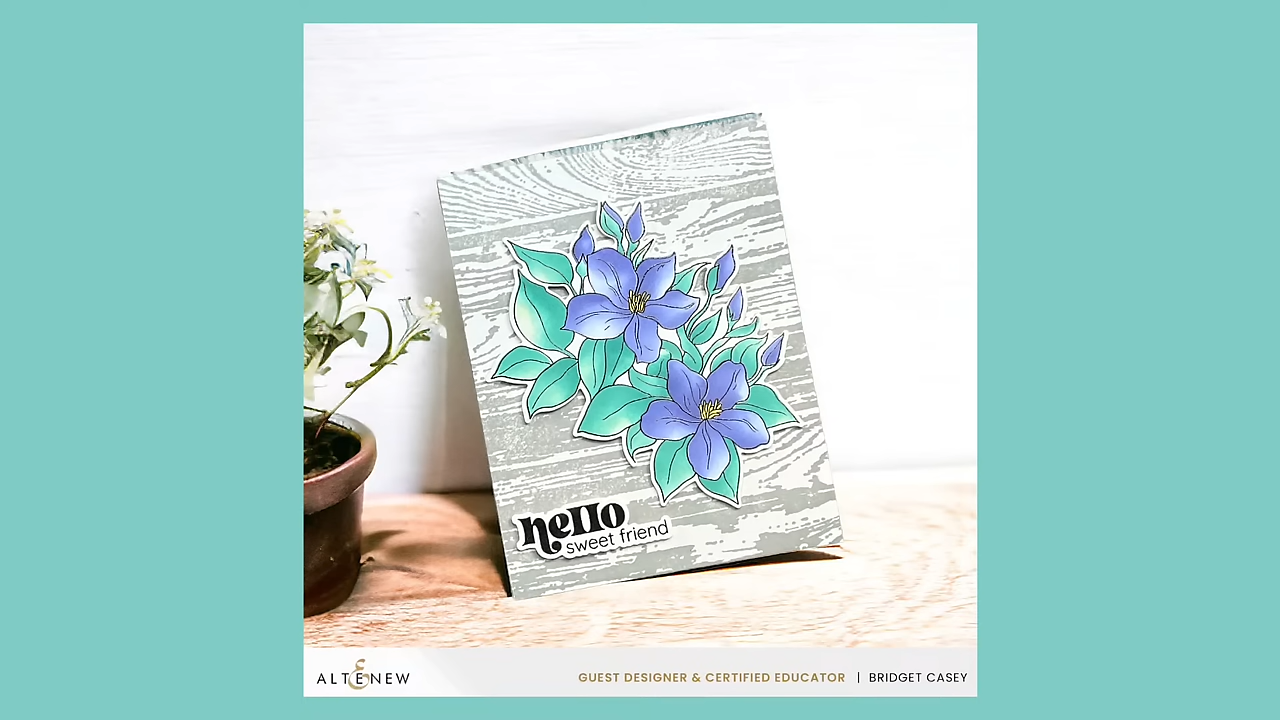 hello
sweet friend
ALTENEW
GUEST DESIGNER & CERTIFIED EDUCATOR | BRIDGET CASEY